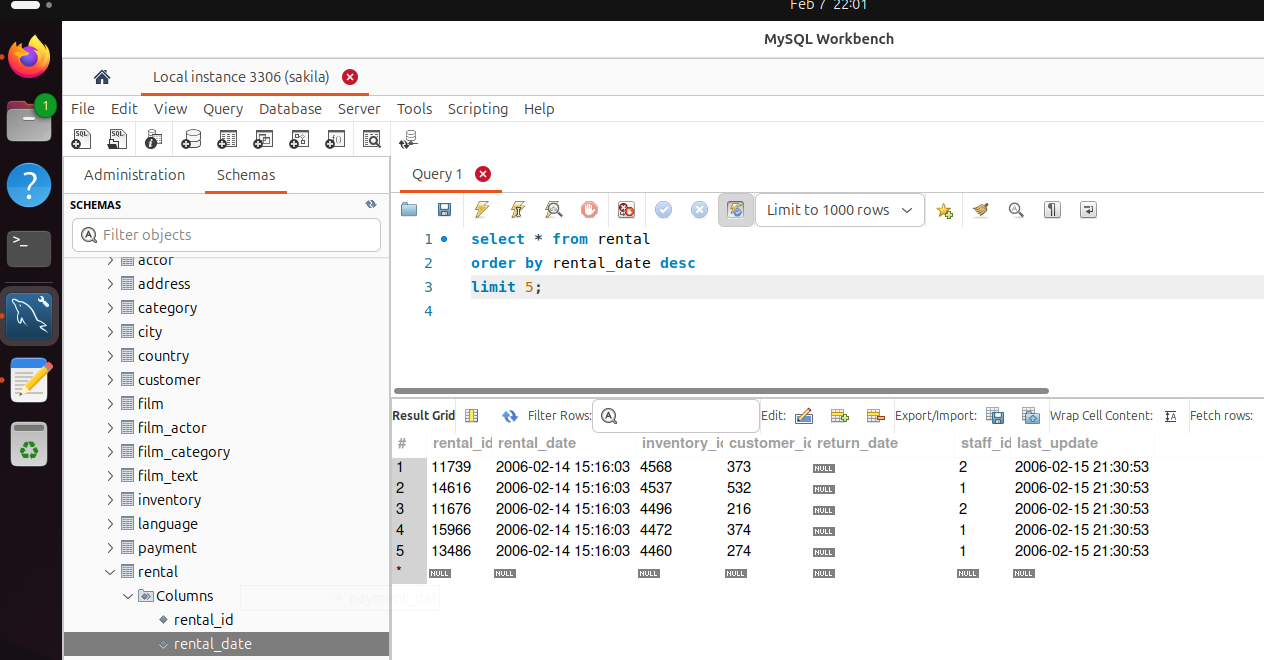 Feb 7 22:01
MySQL Workbench
Local instance 3306 (sakila)
File Edit View Query Database Server Tools Scripting Help
Administration Schemas
Query 1
SCHEMAS
Filter objects
Limit to 1000 rows
actor
address
category
city
country
customer
film
film_actor
film_category
film_text
inventory
language
payment
rental
Columns
rental_id
rental_date
1 select * from rental
2 order by rental_date desc
3 limit 5;
4
Result Grid Filter Rows: Edit: Export/Import: Wrap Cell Content: Fetch rows:
# rental_id rental_date inventory_id customer_id return_date staff_id last_update
1 11739 2006-02-14 15:16:03 4568 373 NULL 2 2006-02-15 21:30:53
2 14616 2006-02-14 15:16:03 4537 532 NULL 1 2006-02-15 21:30:53
3 11676 2006-02-14 15:16:03 4496 216 NULL 2 2006-02-15 21:30:53
4 15966 2006-02-14 15:16:03 4472 374 NULL 1 2006-02-15 21:30:53
5 13486 2006-02-14 15:16:03 4460 274 NULL 1 2006-02-15 21:30:53
* NULL NULL NULL NULL NULL NULL NULL